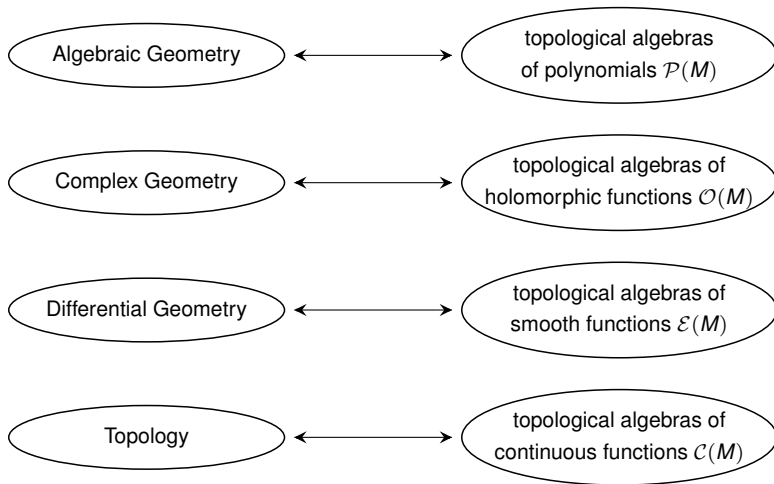 Algebraic Geometry
topological algebras
of polynomials 𝒫(M)
Complex Geometry
topological algebras of
holomorphic functions 𝒪(M)
Differential Geometry
topological algebras of
smooth functions ℰ(M)
Topology
topological algebras of
continuous functions 𝒞(M)